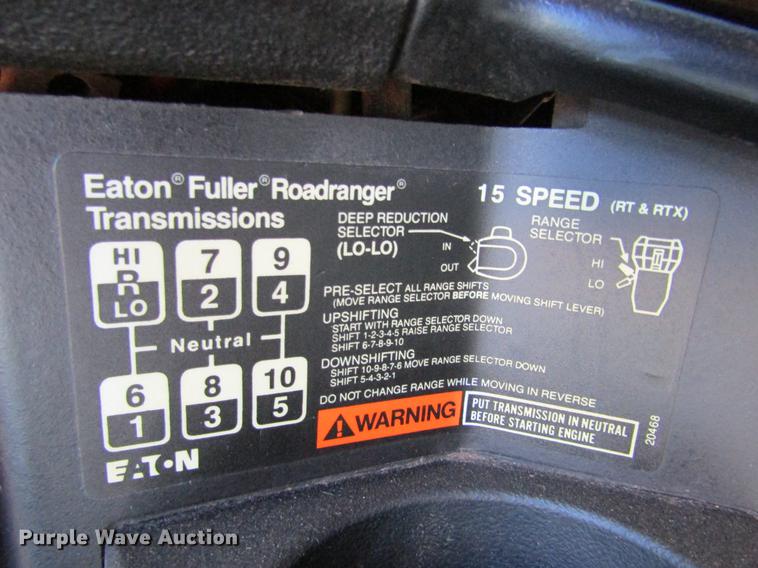 Eaton® Fuller® Roadranger®
Transmissions
15 SPEED (RT & RTX)
DEEP REDUCTION
SELECTOR
(LO-LO)
IN
OUT
RANGE
SELECTOR
HI
LO
HI
R
LO
7
2
9
4
Neutral
6
1
8
3
10
5
PRE-SELECT ALL RANGE SHIFTS
(MOVE RANGE SELECTOR BEFORE MOVING SHIFT LEVER)
UPSHIFTING
START WITH RANGE SELECTOR DOWN
SHIFT 1-2-3-4-5 RAISE RANGE SELECTOR
SHIFT 6-7-8-9-10
DOWNSHIFTING
SHIFT 10-9-8-7-6 MOVE RANGE SELECTOR DOWN
SHIFT 5-4-3-2-1
DO NOT CHANGE RANGE WHILE MOVING IN REVERSE
WARNING
PUT TRANSMISSION IN NEUTRAL
BEFORE STARTING ENGINE
20468
EATON
Purple Wave Auction®